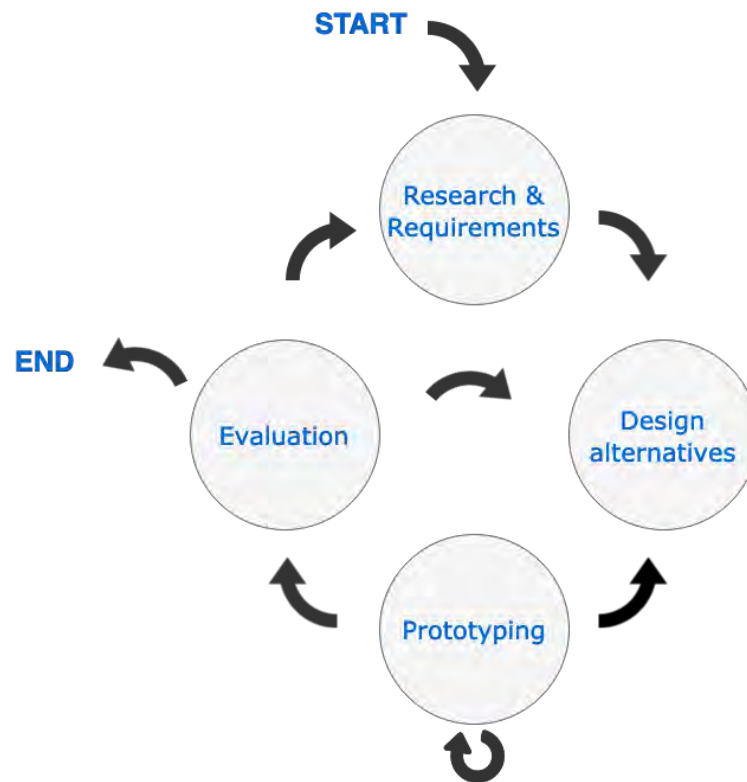 START
Research &
Requirements
END
Evaluation
Design
alternatives
Prototyping